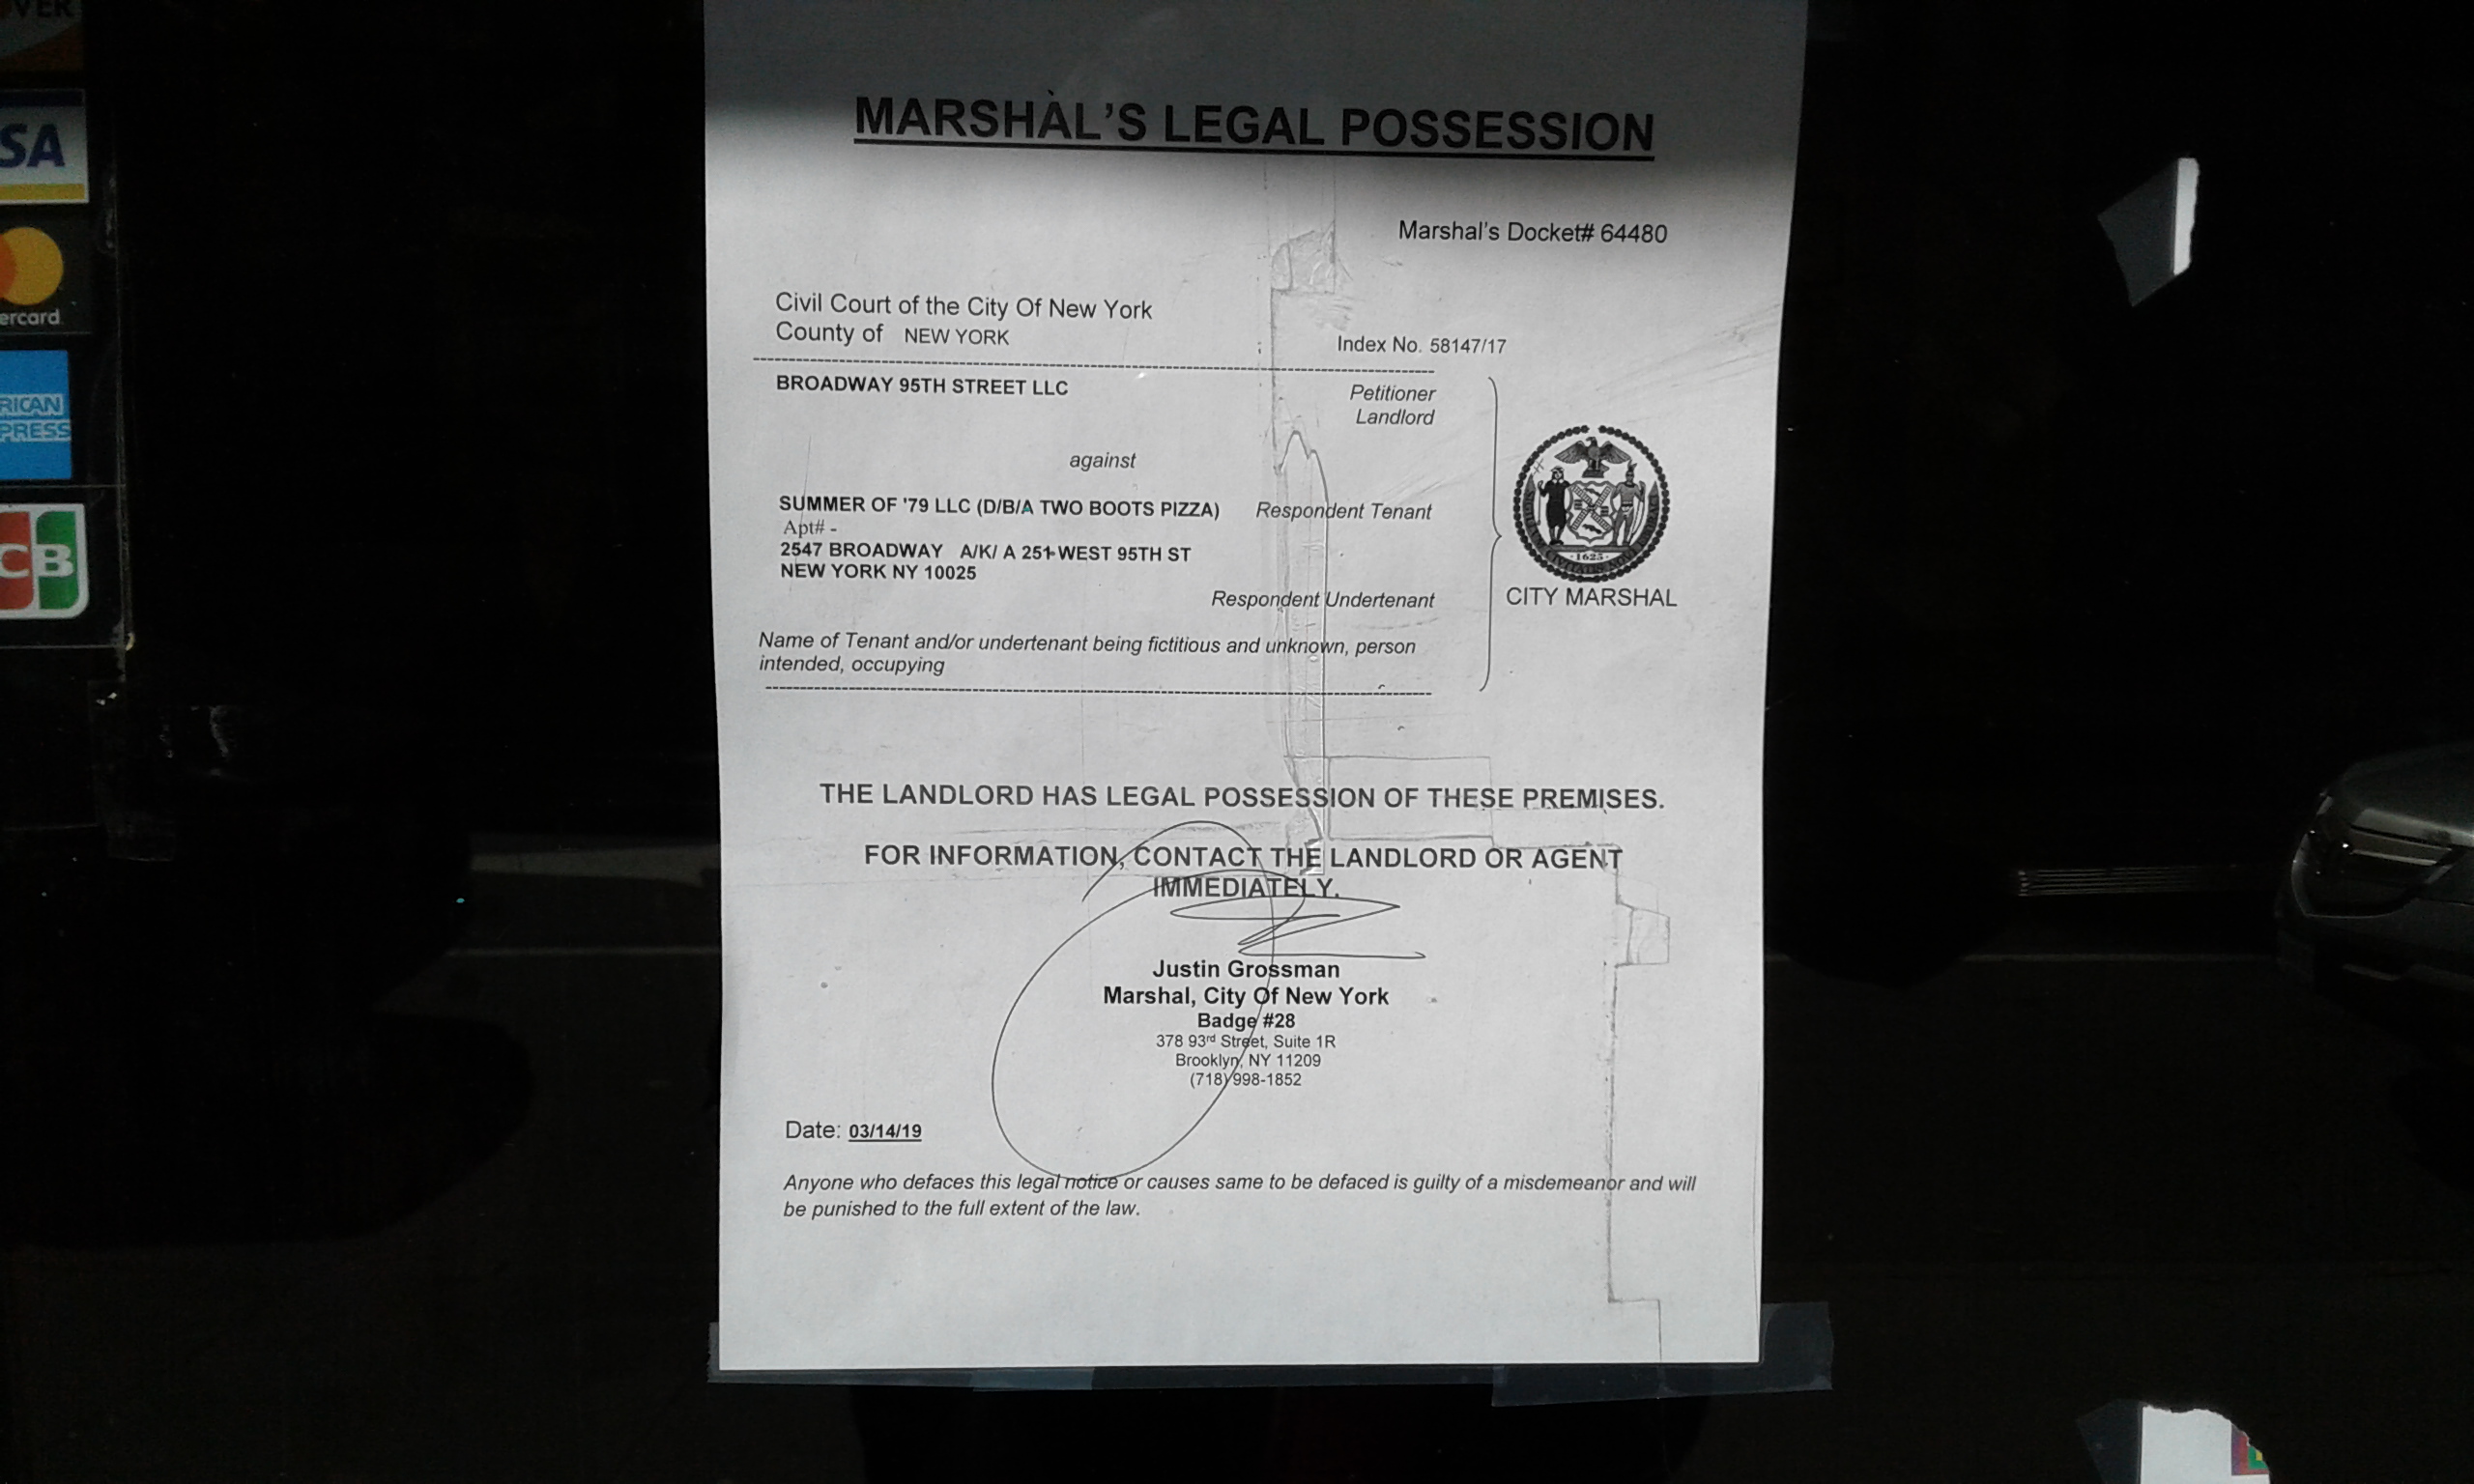 VER
SA
ercard
RICAN
PRESS
CB
MARSHAL'S LEGAL POSSESSION
Marshal's Docket# 64480
Civil Court of the City Of New York
County of NEW YORK
Index No. 58147/17
BROADWAY 95TH STREET LLC
Petitioner
Landlord
against
SUMMER OF '79 LLC (D/B/A TWO BOOTS PIZZA) Respondent Tenant
Apt# -
2547 BROADWAY A/K/ A 251 WEST 95TH ST
NEW YORK NY 10025
Respondent Undertenant
Name of Tenant and/or undertenant being fictitious and unknown, person
intended, occupying
1625
CITY MARSHAL
THE LANDLORD HAS LEGAL POSSESSION OF THESE PREMISES.
FOR INFORMATION, CONTACT THE LANDLORD OR AGENT
IMMEDIATELY.
Justin Grossman
Marshal, City Of New York
Badge #28
378 93rd Street, Suite 1R
Brooklyn, NY 11209
(718) 998-1852
Date: 03/14/19
Anyone who defaces this legal notice or causes same to be defaced is guilty of a misdemeanor and will
be punished to the full extent of the law.